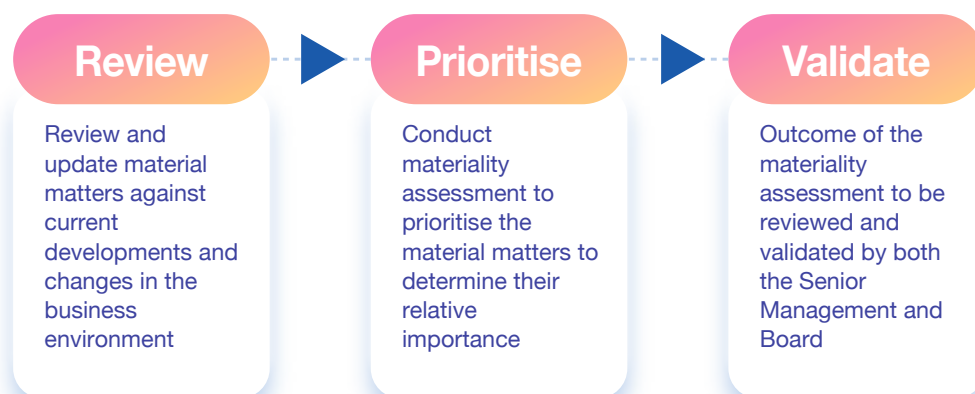 Review
Review and
update material
matters against
current
developments and
changes in the
business
environment
Prioritise
Conduct
materiality
assessment to
prioritise the
material matters to
determine their
relative
importance
Validate
Outcome of the
materiality
assessment to be
reviewed and
validated by both
the Senior
Management and
Board